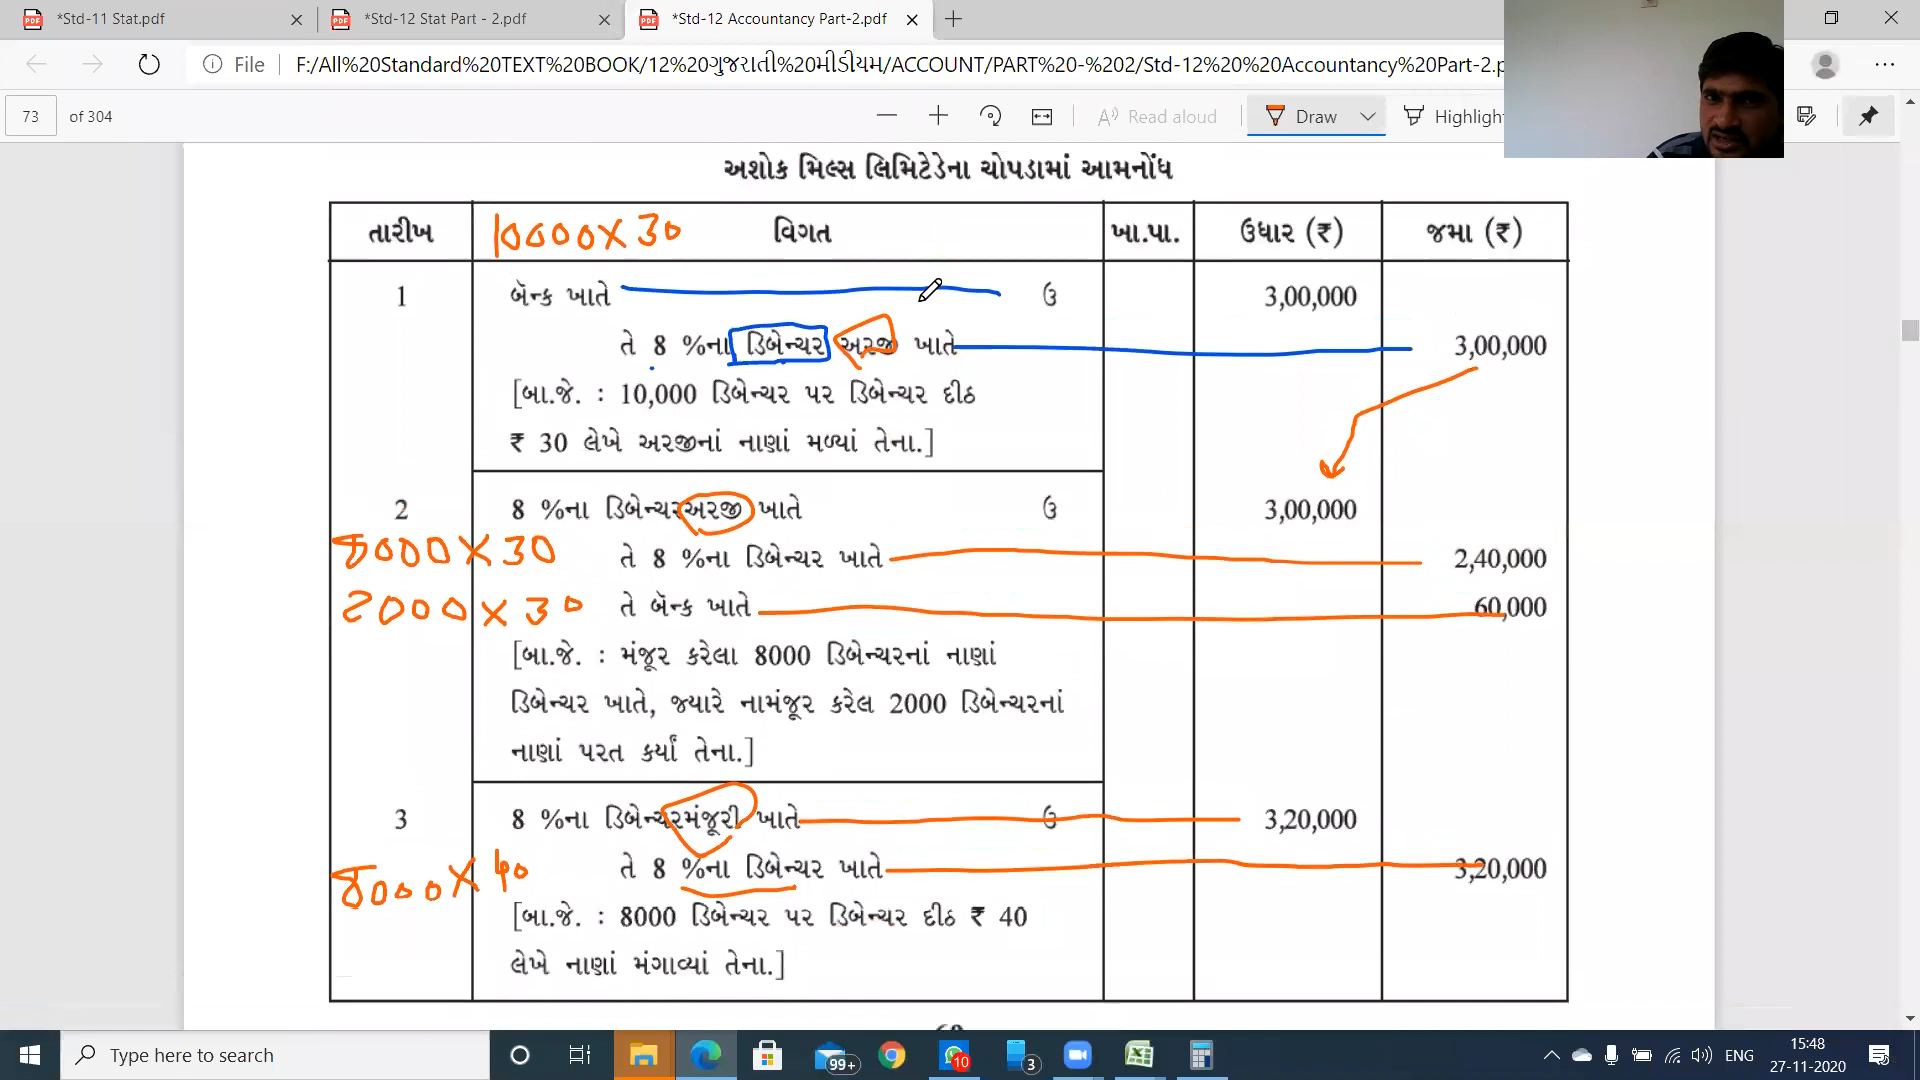 *Std-11 Stat.pdf
*Std-12 Stat Part - 2.pdf
*Std-12 Accountancy Part-2.pdf
File
F:/All%20Standard%20TEXT%20BOOK/12%20ગુજરાતી%20મીડીયમ/ACCOUNT/PART%20-%202/Std-12%20%20Accountancy%20Part-2.p
73 of 304
Read aloud
Draw
Highlight
અશોક મિલ્સ લિમિટેડેના ચોપડામાં આમનોંધ
તારીખ 10000 X 30 વિગત ખા.પા. ઉધાર (₹) જમા (₹)
1 બૅન્ક ખાતે ઉ 3,00,000
તે 8 %ના ડિબેન્ચર અરજી ખાતે 3,00,000
[બા.જે. : 10,000 ડિબેન્ચર પર ડિબેન્ચર દીઠ
₹ 30 લેખે અરજીનાં નાણાં મળ્યાં તેના.]
2 8 %ના ડિબેન્ચરઅરજી ખાતે ઉ 3,00,000
8000 X 30 તે 8 %ના ડિબેન્ચર ખાતે 2,40,000
2000 X 30 તે બૅન્ક ખાતે 60,000
[બા.જે. : મંજૂર કરેલા 8000 ડિબેન્ચરનાં નાણાં
ડિબેન્ચર ખાતે, જ્યારે નામંજૂર કરેલ 2000 ડિબેન્ચરનાં
નાણાં પરત કર્યાં તેના.]
3 8 %ના ડિબેન્ચરમંજૂરી ખાતે ઉ 3,20,000
8000 X 40 તે 8 %ના ડિબેન્ચર ખાતે 3,20,000
[બા.જે. : 8000 ડિબેન્ચર પર ડિબેન્ચર દીઠ ₹ 40
લેખે નાણાં મંગાવ્યાં તેના.]
Type here to search
99+
10
3
ENG
15:48
27-11-2020